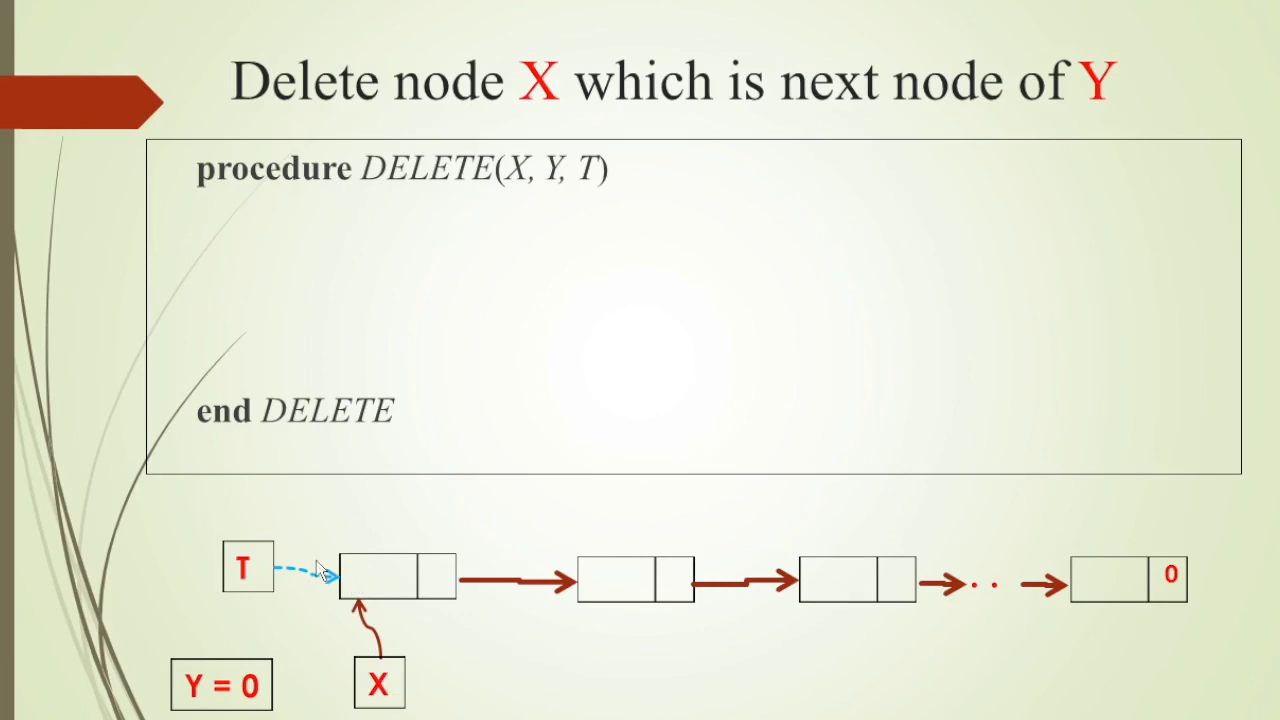 Delete node X which is next node of Y
procedure DELETE(X, Y, T)
end DELETE
T
0
Y = 0
X